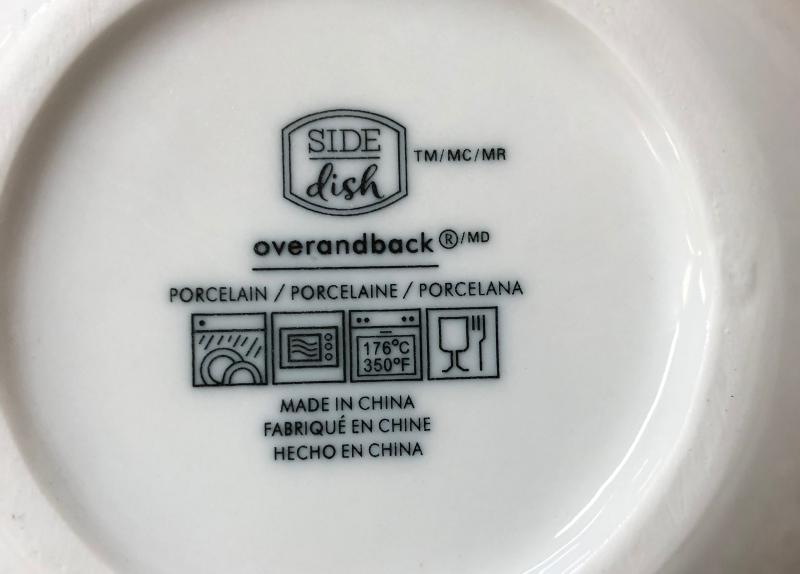 SIDE
dish
TM/MC/MR
overandback®/MD
PORCELAIN / PORCELAINE / PORCELANA
176°C
350°F
MADE IN CHINA
FABRIQUÉ EN CHINE
HECHO EN CHINA